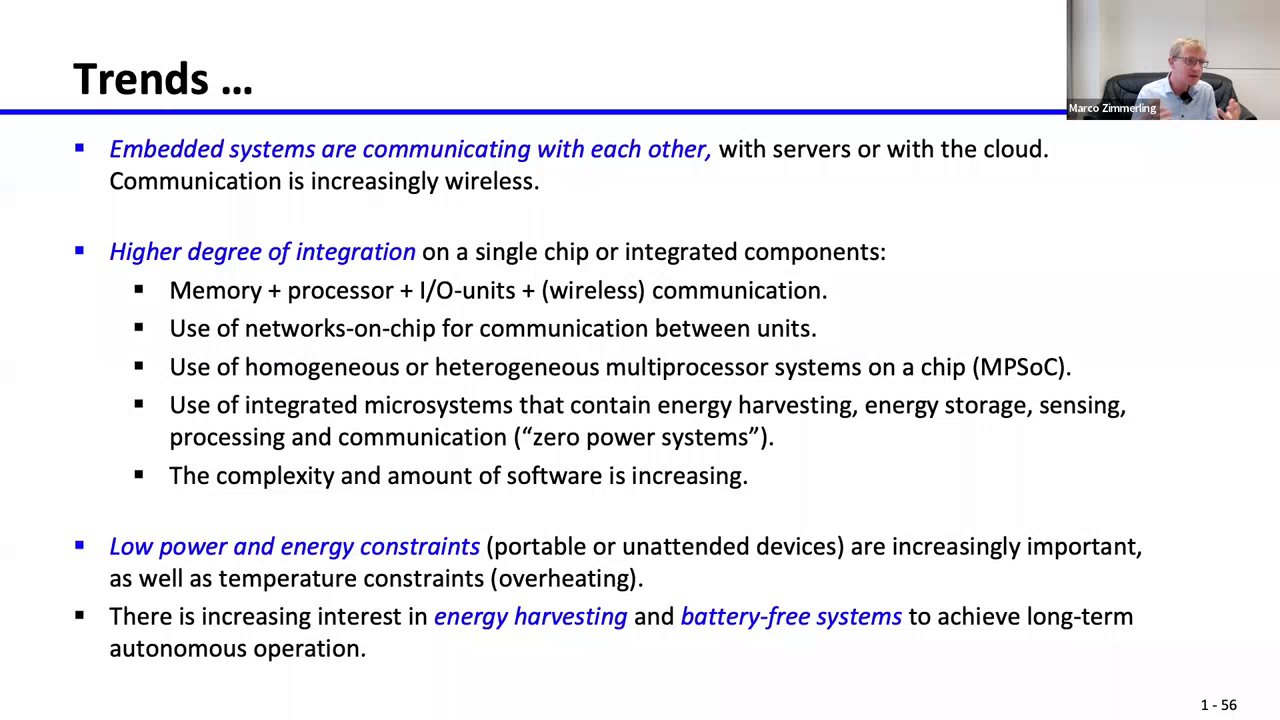 Trends ...
Marco Zimmerling
▪ Embedded systems are communicating with each other, with servers or with the cloud.
Communication is increasingly wireless.
▪ Higher degree of integration on a single chip or integrated components:
▪ Memory + processor + I/O-units + (wireless) communication.
▪ Use of networks-on-chip for communication between units.
▪ Use of homogeneous or heterogeneous multiprocessor systems on a chip (MPSoC).
▪ Use of integrated microsystems that contain energy harvesting, energy storage, sensing,
processing and communication (“zero power systems”).
▪ The complexity and amount of software is increasing.
▪ Low power and energy constraints (portable or unattended devices) are increasingly important,
as well as temperature constraints (overheating).
▪ There is increasing interest in energy harvesting and battery-free systems to achieve long-term
autonomous operation.
1 - 56